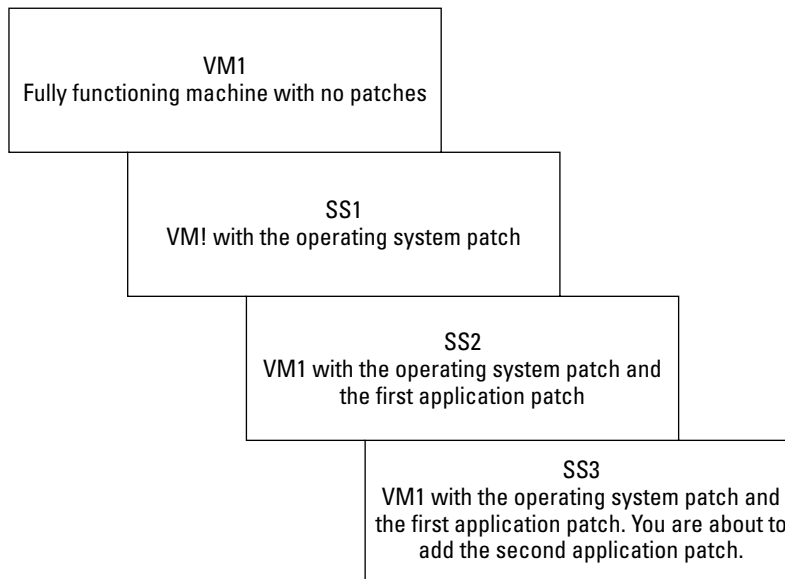 VM1
Fully functioning machine with no patches
SS1
VM! with the operating system patch
SS2
VM1 with the operating system patch and
the first application patch
SS3
VM1 with the operating system patch and
the first application patch. You are about to
add the second application patch.